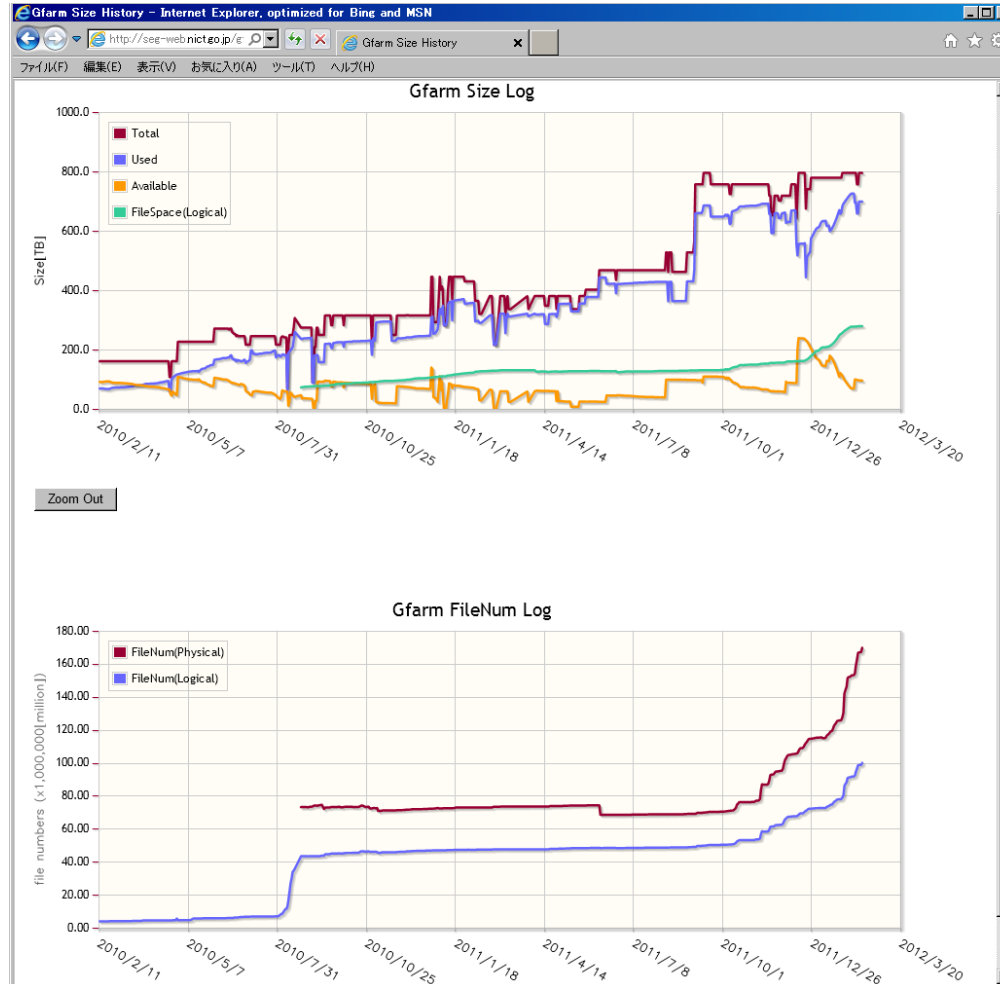 Gfarm Size History - Internet Explorer, optimized for Bing and MSN
http://seg-web.nict.go.jp/g
Gfarm Size History
ファイル(F) 編集(E) 表示(V) お気に入り(A) ツール(T) ヘルプ(H)
Gfarm Size Log
1000.0
800.0
600.0
400.0
200.0
0.0
Size[TB]
Total
Used
Available
FileSpace(Logical)
2010/2/11
2010/5/7
2010/7/31
2010/10/25
2011/1/18
2011/4/14
2011/7/8
2011/10/1
2011/12/26
2012/3/20
Zoom Out
Gfarm FileNum Log
180.00
160.00
140.00
120.00
100.00
80.00
60.00
40.00
20.00
0.00
file numbers (x1,000,000[million])
FileNum(Physical)
FileNum(Logical)
2010/2/11
2010/5/7
2010/7/31
2010/10/25
2011/1/18
2011/4/14
2011/7/8
2011/10/1
2011/12/26
2012/3/20